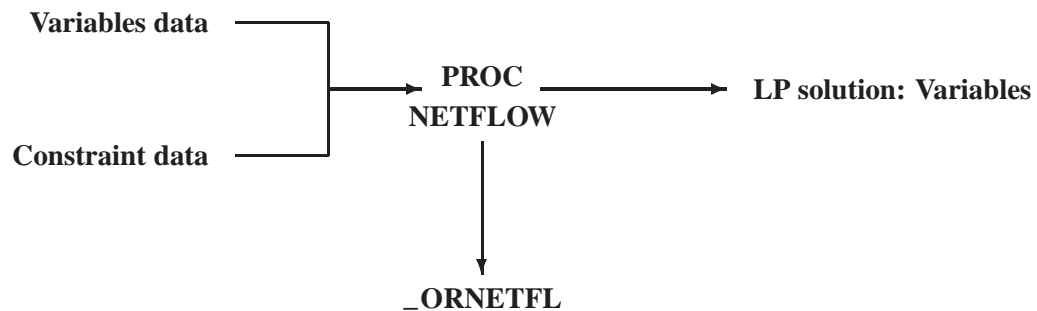 Variables data
PROC
NETFLOW
LP solution: Variables
Constraint data
_ORNETFL